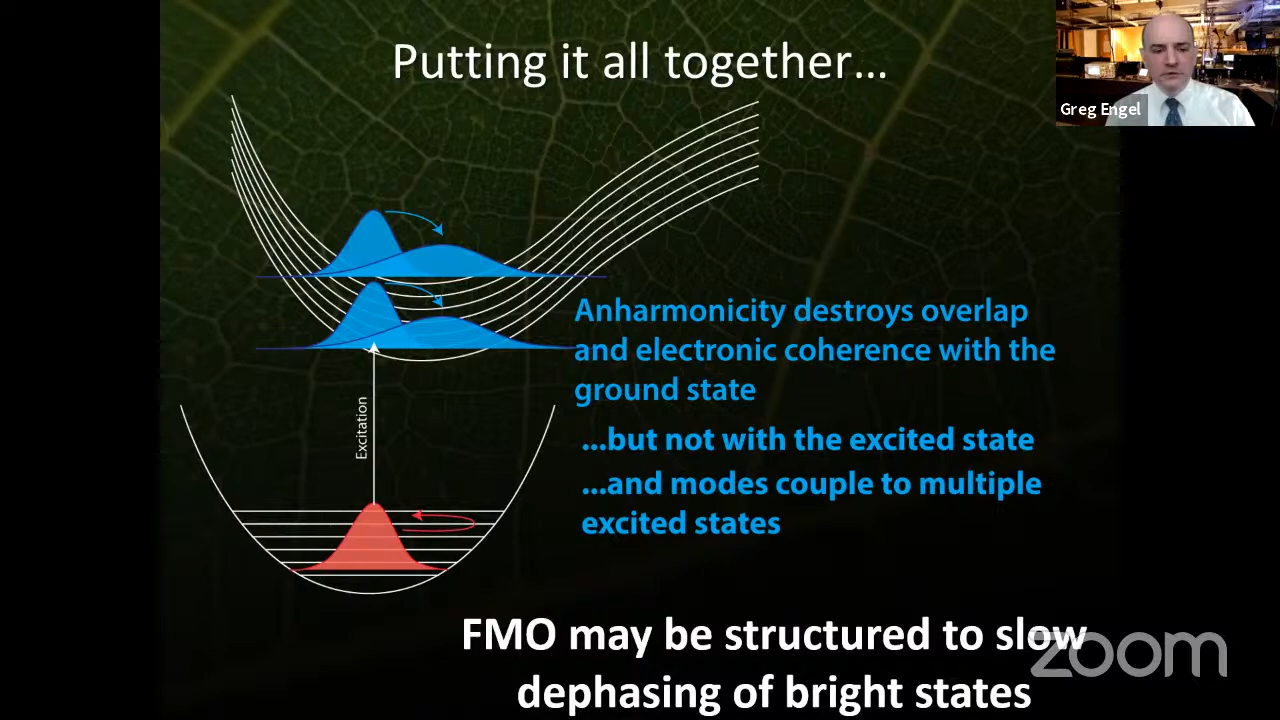 Putting it all together...
Greg Engel
Excitation
Anharmonicity destroys overlap
and electronic coherence with the
ground state
...but not with the excited state
...and modes couple to multiple
excited states
FMO may be structured to slow
dephasing of bright states
zoom